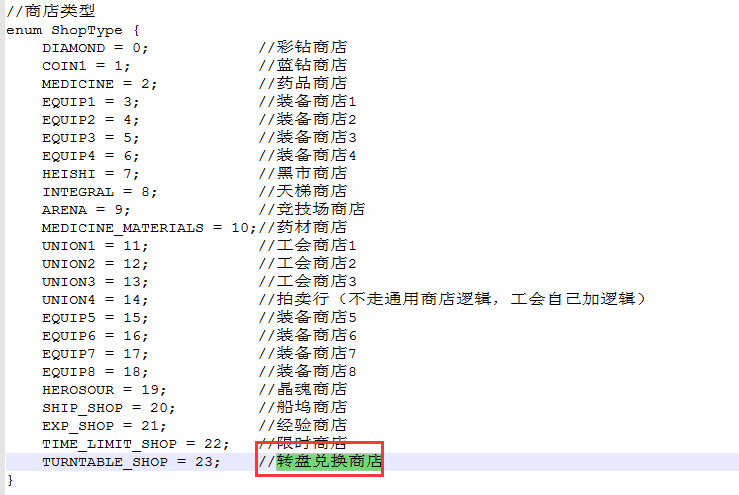 //商店类型
enum ShopType {
    DIAMOND = 0;              //彩钻商店
    COIN1 = 1;                //蓝钻商店
    MEDICINE = 2;             //药品商店
    EQUIP1 = 3;               //装备商店1
    EQUIP2 = 4;               //装备商店2
    EQUIP3 = 5;               //装备商店3
    EQUIP4 = 6;               //装备商店4
    HEISHI = 7;               //黑市商店
    INTEGRAL = 8;             //天梯商店
    ARENA = 9;                //竞技场商店
    MEDICINE_MATERIALS = 10;//药材商店
    UNION1 = 11;              //工会商店1
    UNION2 = 12;              //工会商店2
    UNION3 = 13;              //工会商店3
    UNION4 = 14;              //拍卖行（不走通用商店逻辑，工会自己加逻辑）
    EQUIP5 = 15;              //装备商店5
    EQUIP6 = 16;              //装备商店6
    EQUIP7 = 17;              //装备商店7
    EQUIP8 = 18;              //装备商店8
    HEROSOUR = 19;            //晶魂商店
    SHIP_SHOP = 20;           //船坞商店
    EXP_SHOP = 21;            //经验商店
    TIME_LIMIT_SHOP = 22;     //限时商店
    TURNTABLE_SHOP = 23;      //转盘兑换商店
}